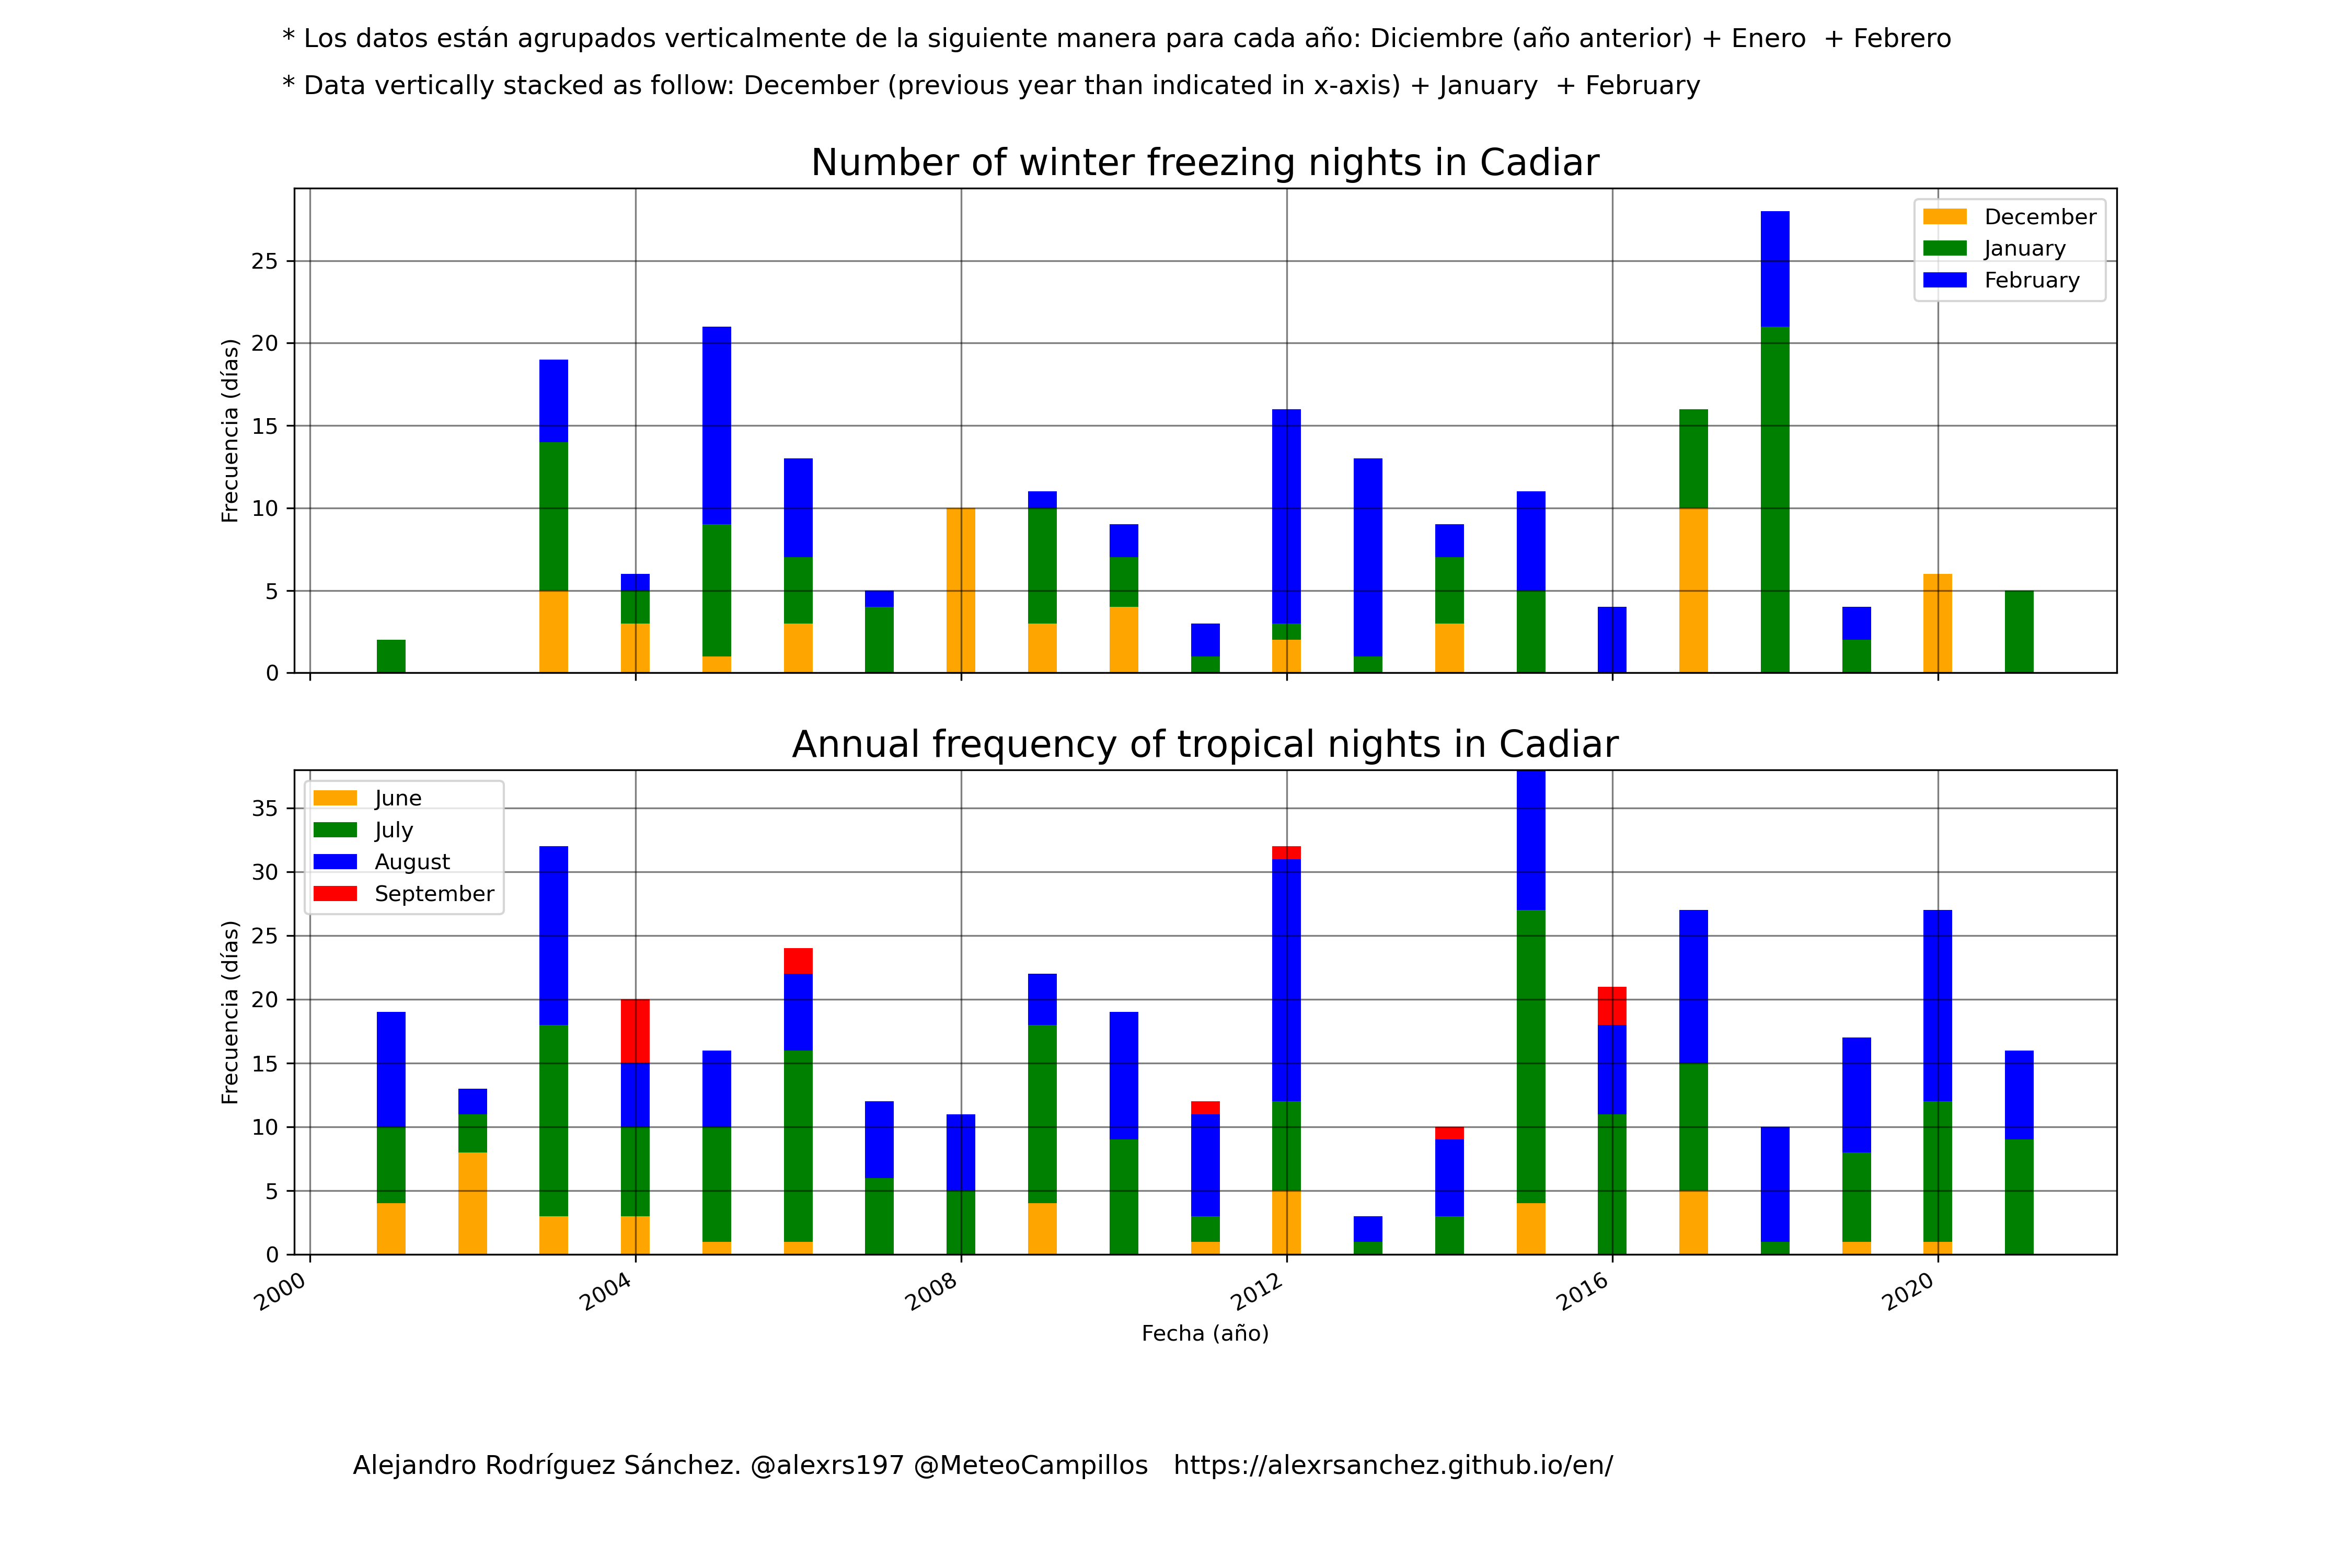 * Los datos están agrupados verticalmente de la siguiente manera para cada año: Diciembre (año anterior) + Enero  + Febrero
* Data vertically stacked as follow: December (previous year than indicated in x-axis) + January  + February
Number of winter freezing nights in Cadiar
Frecuencia (días)
25
20
15
10
5
0
December
January
February
Annual frequency of tropical nights in Cadiar
Frecuencia (días)
35
30
25
20
15
10
5
0
June
July
August
September
2000
2004
2008
2012
2016
2020
Fecha (año)
Alejandro Rodríguez Sánchez. @alexrs197 @MeteoCampillos   https://alexrsanchez.github.io/en/